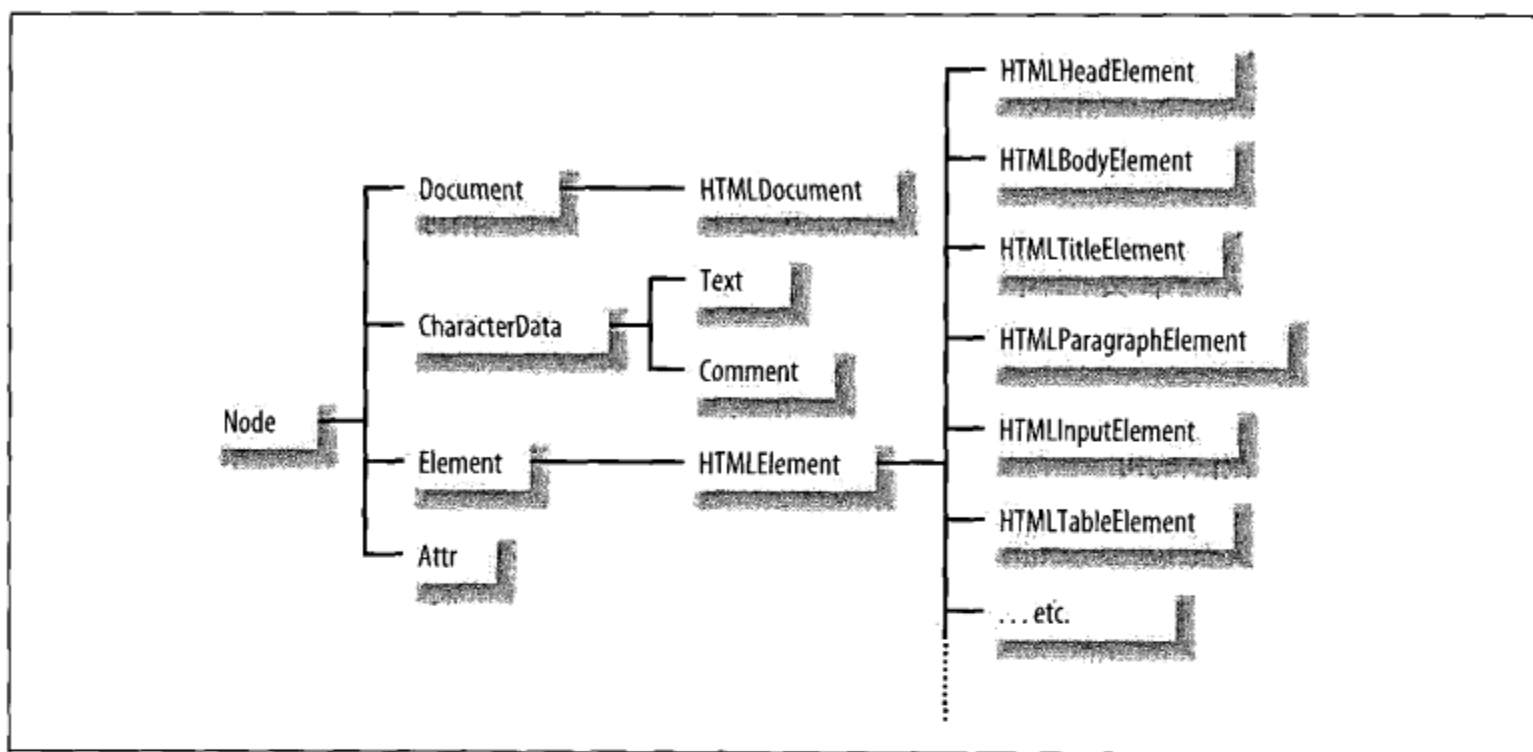 Node
Document
CharacterData
Element
Attr
HTMLDocument
Text
Comment
HTMLElement
HTMLHeadElement
HTMLBodyElement
HTMLTitleElement
HTMLParagraphElement
HTMLInputElement
HTMLTableElement
. . . etc.